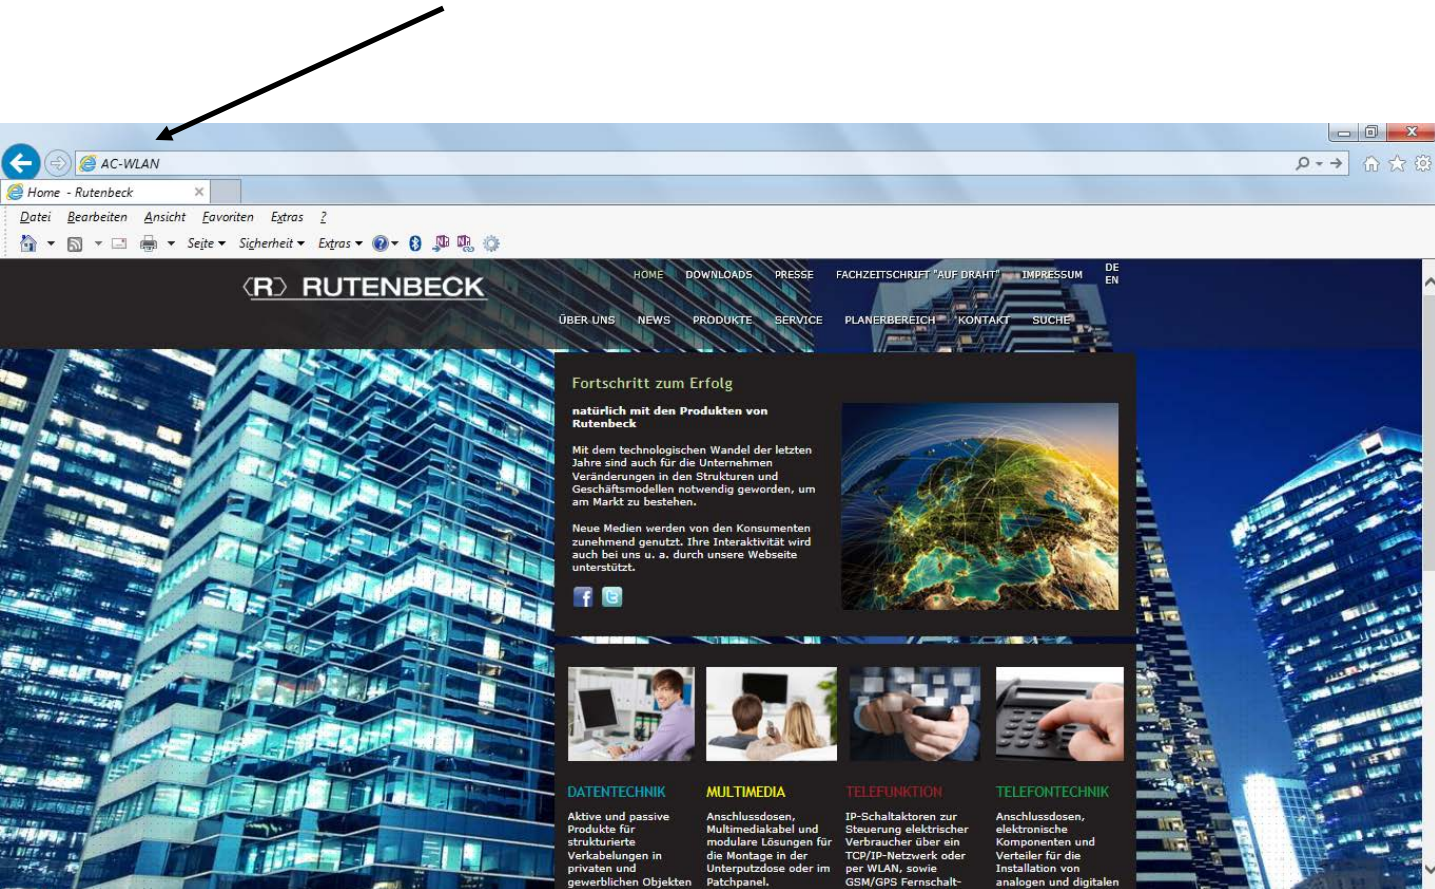 AC-WLAN
Home - Rutenbeck
Datei Bearbeiten Ansicht Favoriten Extras ?
Seite Sicherheit Extras
RUTENBECK
HOME DOWNLOADS PRESSE FACHZEITSCHRIFT "AUF DRAHT" IMPRESSUM DE
EN
ÜBER UNS NEWS PRODUKTE SERVICE PLANERBEREICH KONTAKT SUCHE
Fortschritt zum Erfolg
natürlich mit den Produkten von
Rutenbeck
Mit dem technologischen Wandel der letzten
Jahre sind auch für die Unternehmen
Veränderungen in den Strukturen und
Geschäftsmodellen notwendig geworden, um
am Markt zu bestehen.
Neue Medien werden von den Konsumenten
zunehmend genutzt. Ihre Interaktivität wird
auch bei uns u. a. durch unsere Webseite
unterstützt.
DATENTECHNIK
Aktive und passive
Produkte für
strukturierte
Verkabelungen in
privaten und
gewerblichen Objekten
MULTIMEDIA
Anschlussdosen,
Multimediakabel und
modulare Lösungen für
die Montage in der
Unterputzdose oder im
Patchpanel.
TELEFUNKTION
IP-Schaltaktoren zur
Steuerung elektrischer
Verbraucher über ein
TCP/IP-Netzwerk oder
per WLAN, sowie
GSM/GPS Fernschalt-
TELEFONTECHNIK
Anschlussdosen,
elektronische
Komponenten und
Verteiler für die
Installation von
analogen und digitalen